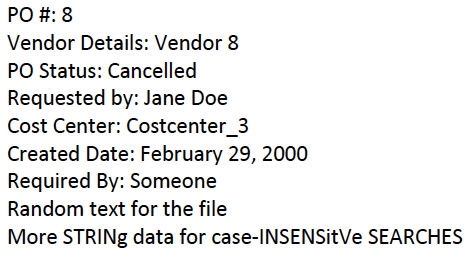 PO #: 8
Vendor Details: Vendor 8
PO Status: Cancelled
Requested by: Jane Doe
Cost Center: Costcenter_3
Created Date: February 29, 2000
Required By: Someone
Random text for the file
More STRINg data for case-INSENSitVe SEARCHES